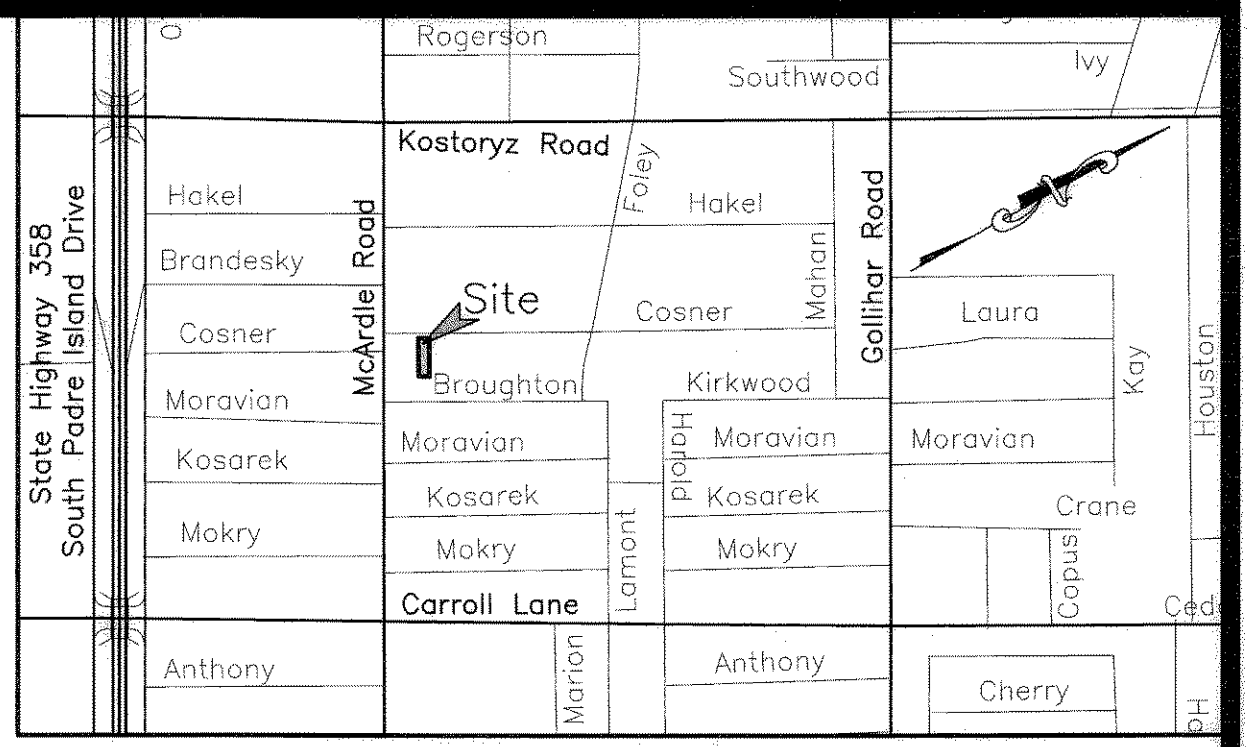 Rogerson
Ivy
Southwood
Kostoryz Road
Foley
Hakel
Hakel
State Highway 358
South Padre Island Drive
McArdle Road
Gollihar Road
N
Brandesky
Mahan
Site
Cosner
Laura
Cosner
Kay
Houston
Broughton
Kirkwood
Moravian
Moravian
Harold
Moravian
Moravian
Kosarek
Kosarek
Kosarek
Crane
Mokry
Mokry
Mokry
Lamont
Copus
Carroll Lane
Anthony
Marion
Anthony
Cherry